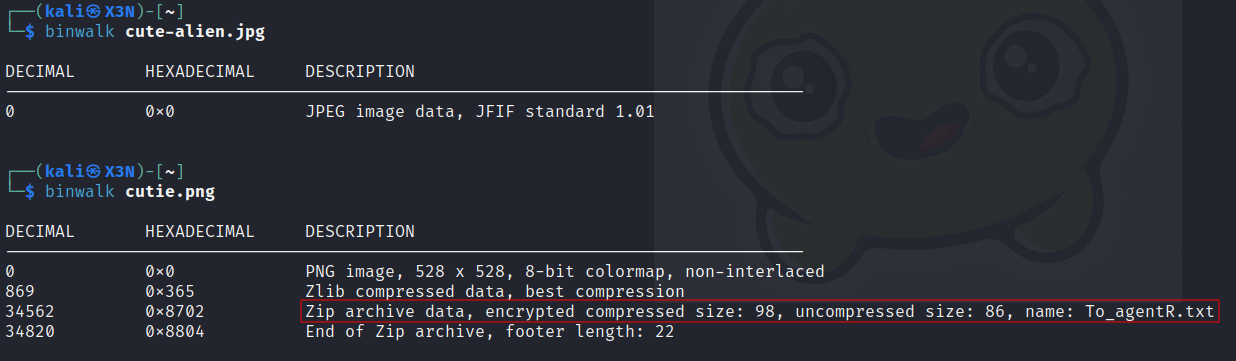 ┌──(kali㉿X3N)-[~]
└─$ binwalk cute-alien.jpg
DECIMAL HEXADECIMAL DESCRIPTION
0 0×0 JPEG image data, JFIF standard 1.01
┌──(kali㉿X3N)-[~]
└─$ binwalk cutie.png
DECIMAL HEXADECIMAL DESCRIPTION
0 0×0 PNG image, 528 x 528, 8-bit colormap, non-interlaced
869 0×365 Zlib compressed data, best compression
34562 0×8702 Zip archive data, encrypted compressed size: 98, uncompressed size: 86, name: To_agentR.txt
34820 0×8804 End of Zip archive, footer length: 22